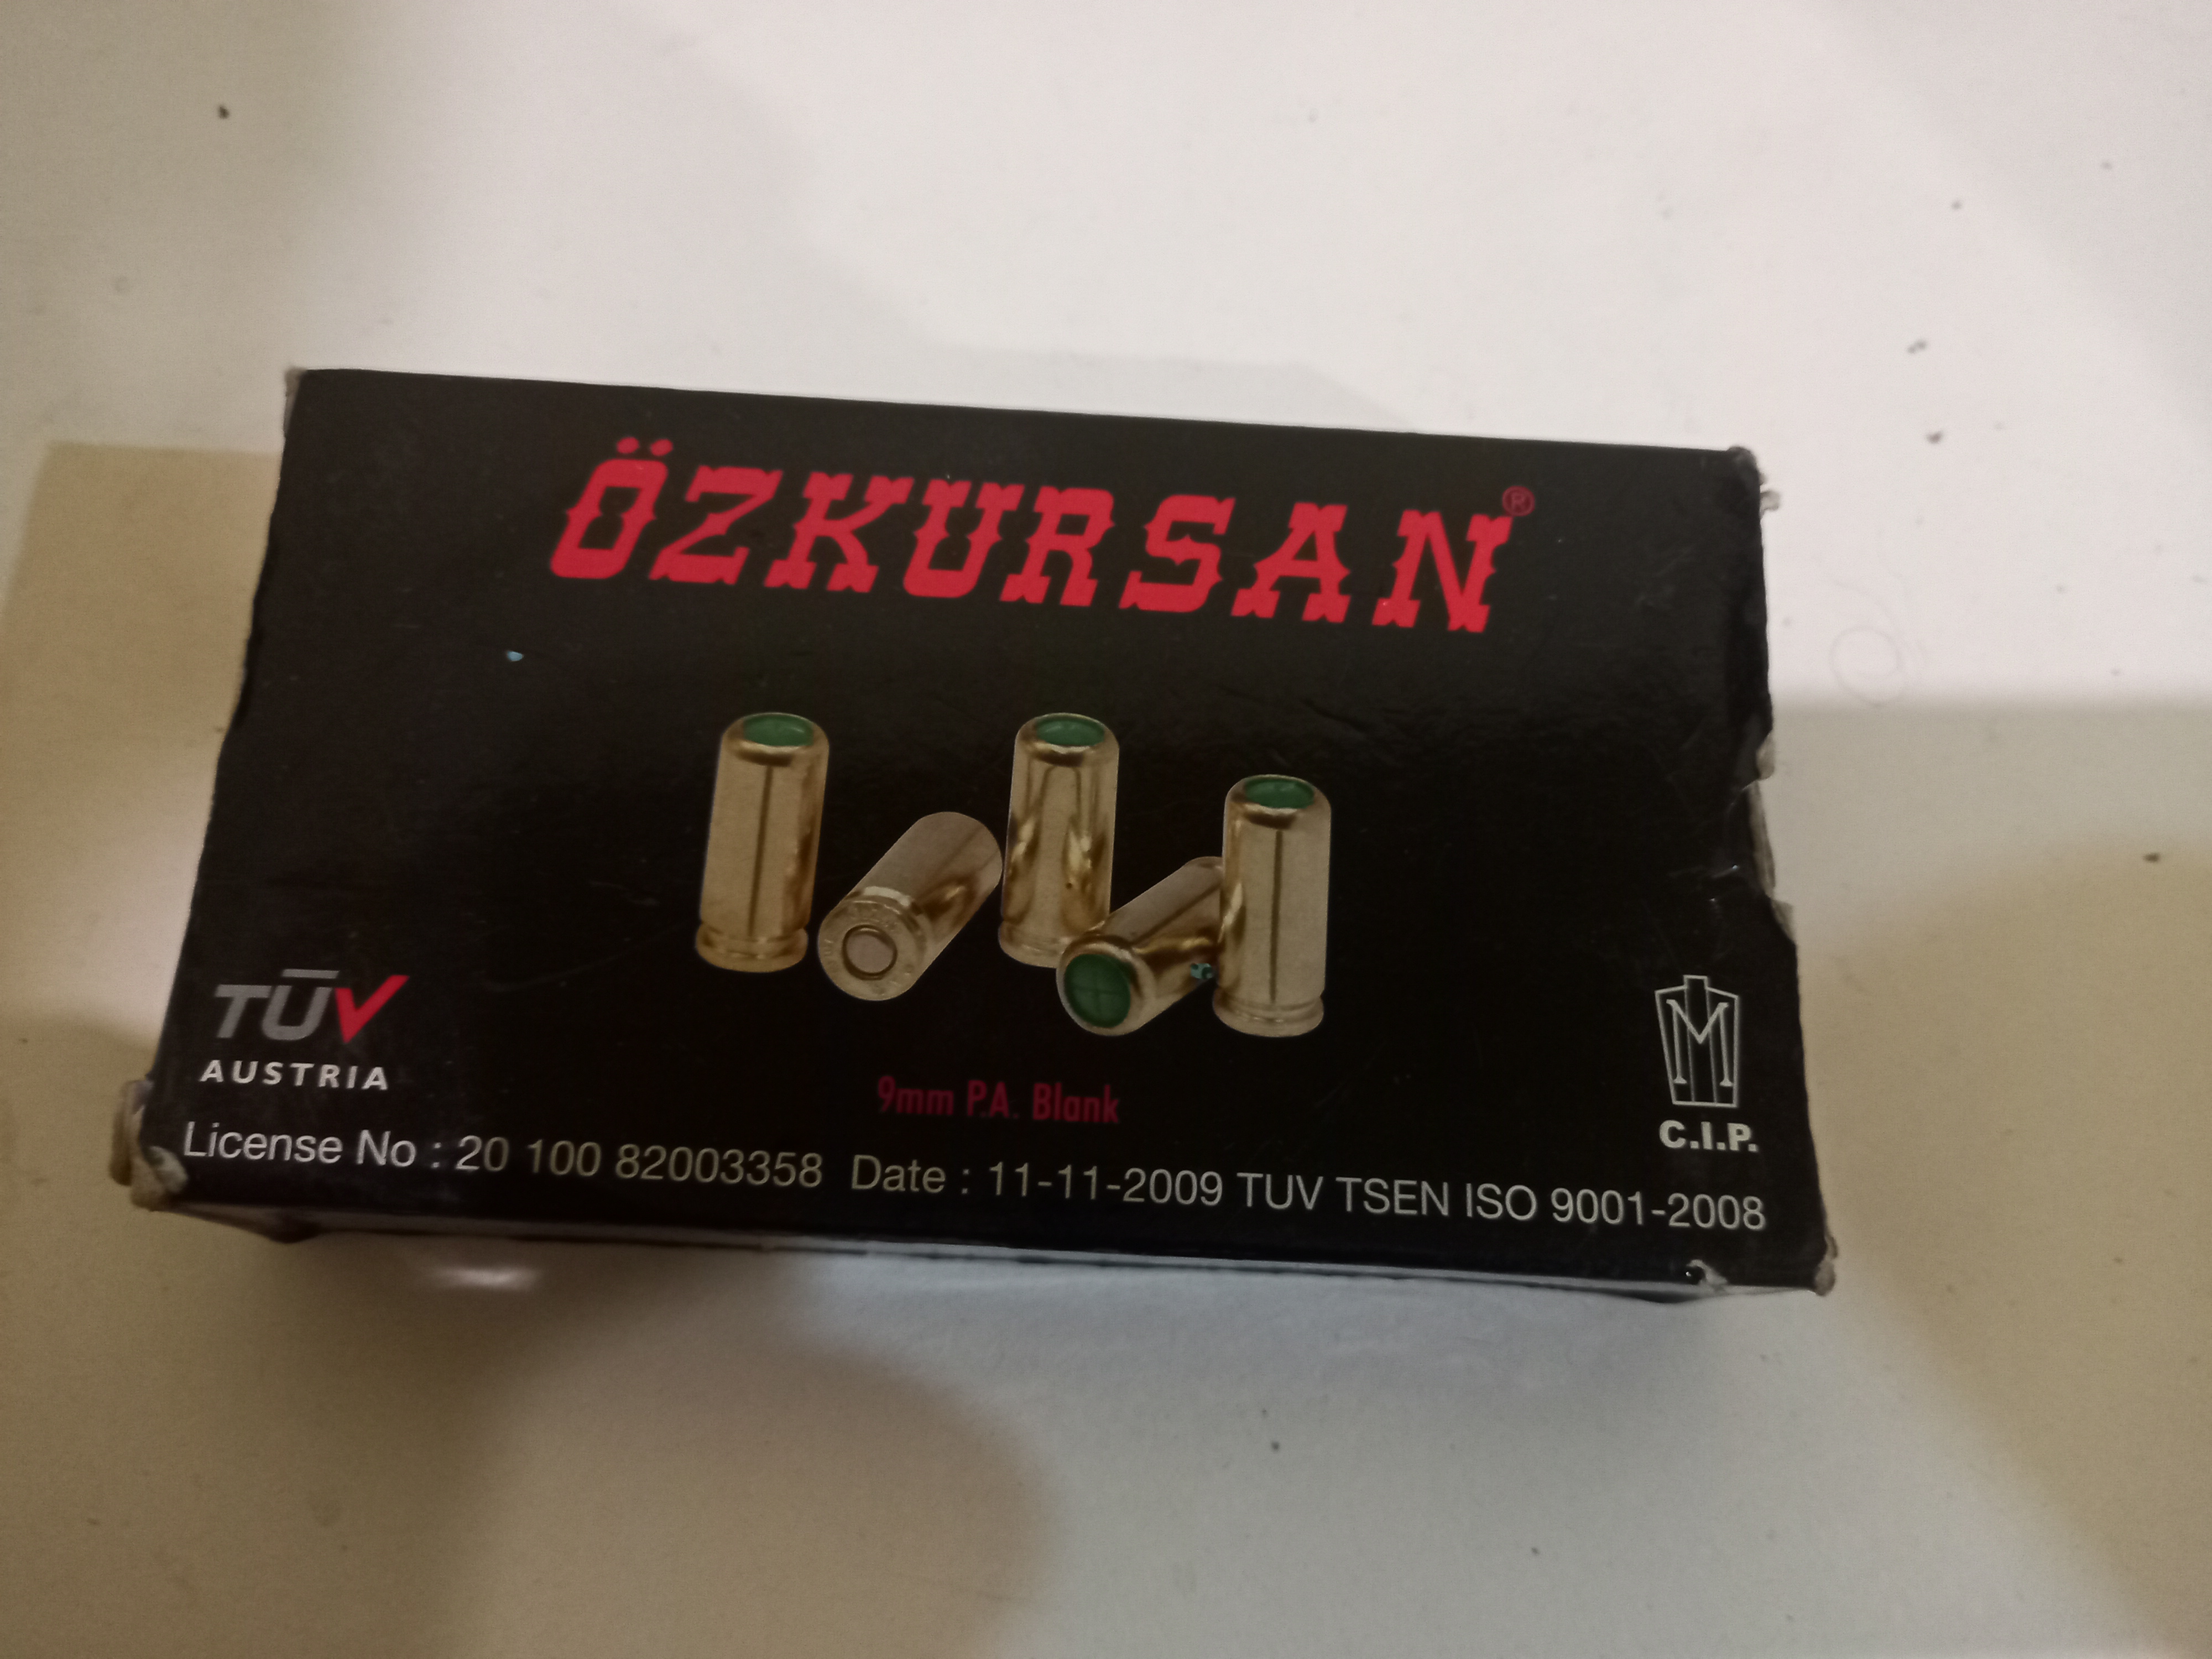 ÖZKURSAN®
TÜV
AUSTRIA
9mm P.A. Blank
C.I.P.
License No : 20 100 82003358 Date : 11-11-2009 TUV TSEN ISO 9001-2008